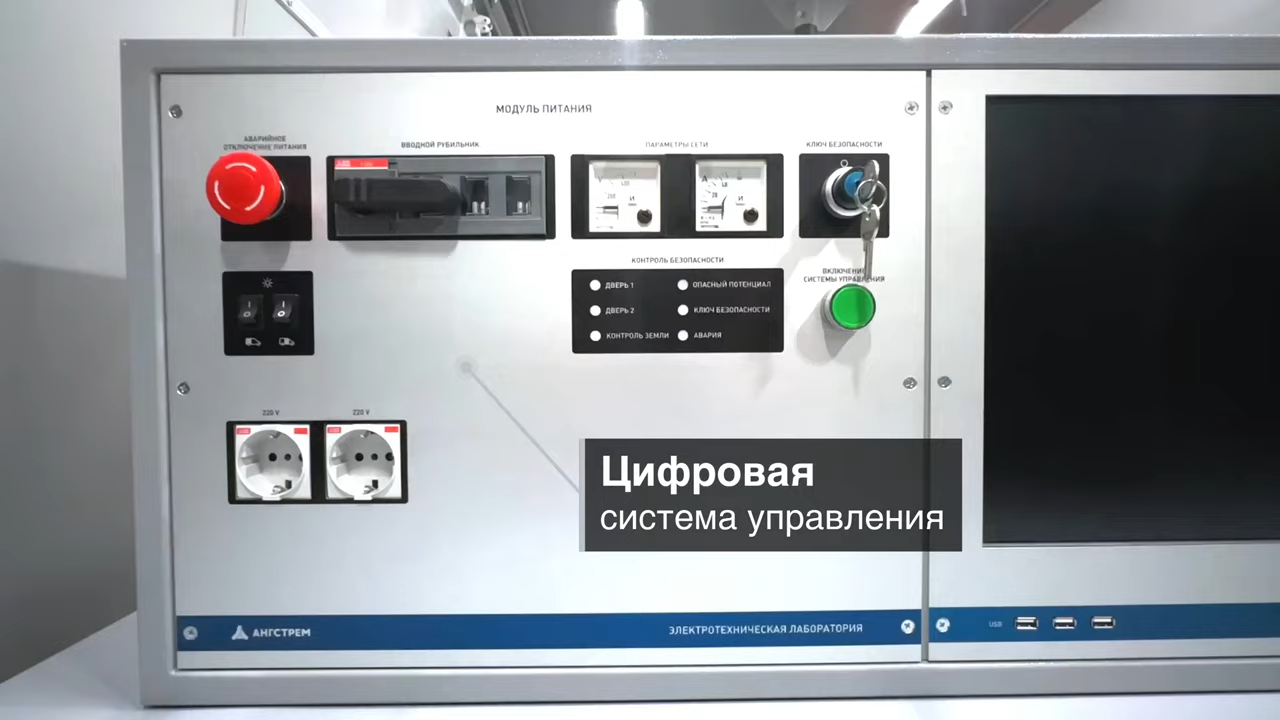 МОДУЛЬ ПИТАНИЯ
АВАРИЙНОЕ
ОТКЛЮЧЕНИЕ ПИТАНИЯ
ВВОДНОЙ РУБИЛЬНИК
ПАРАМЕТРЫ СЕТИ
КЛЮЧ БЕЗОПАСНОСТИ
КОНТРОЛЬ БЕЗОПАСНОСТИ
ДВЕРЬ 1
ОПАСНЫЙ ПОТЕНЦИАЛ
ДВЕРЬ 2
КЛЮЧ БЕЗОПАСНОСТИ
КОНТРОЛЬ ЗЕМЛИ
АВАРИЯ
ВКЛЮЧЕНИЕ
СИСТЕМЫ УПРАВЛЕНИЯ
220 V
220 V
Цифровая
система управления
АНГСТРЕМ
ЭЛЕКТРОТЕХНИЧЕСКАЯ ЛАБОРАТОРИЯ
USB